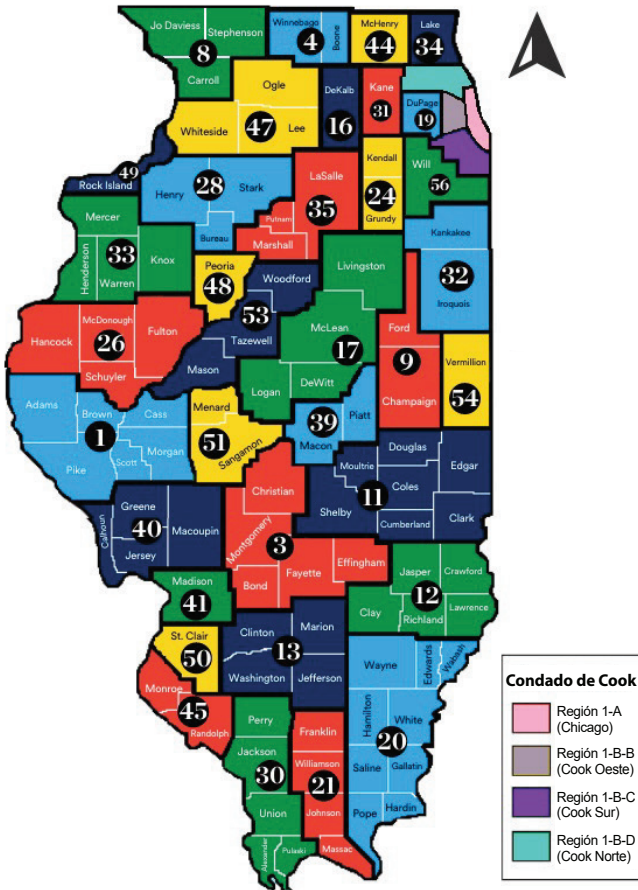 Jo Daviess
Stephenson
8
Carroll
Winnebago
4
Boone
McHenry
44
Lake
34
Ogle
Whiteside
47
Lee
DeKalb
16
Kane
31
DuPage
19
49
Rock Island
Henry
28
Stark
Bureau
LaSalle
35
Putnam
Marshall
Kendall
24
Grundy
Will
56
Mercer
33
Henderson
Warren
Knox
Peoria
48
Woodford
53
Tazewell
Mason
Livingston
McLean
17
Logan
DeWitt
Kankakee
32
Iroquois
Hancock
McDonough
26
Fulton
Schuyler
Ford
9
Champaign
Vermillion
54
Adams
Brown
Cass
1
Pike
Scott
Morgan
Menard
51
Sangamon
39
Piatt
Macon
Douglas
Moultrie
Edgar
11
Coles
Shelby
Cumberland
Clark
Greene
Calhoun
40
Macoupin
Jersey
Christian
Montgomery
3
Effingham
Fayette
Bond
Jasper
Crawford
12
Clay
Richland
Lawrence
Madison
41
St. Clair
50
Clinton
Marion
13
Washington
Jefferson
Monroe
45
Randolph
Wayne
Edwards
Wabash
Hamilton
White
20
Saline
Gallatin
Pope
Hardin
Perry
Jackson
30
Union
Alexander
Pulaski
Franklin
Williamson
21
Johnson
Massac
Condado de Cook
Región 1-A
(Chicago)
Región 1-B-B
(Cook Oeste)
Región 1-B-C
(Cook Sur)
Región 1-B-D
(Cook Norte)